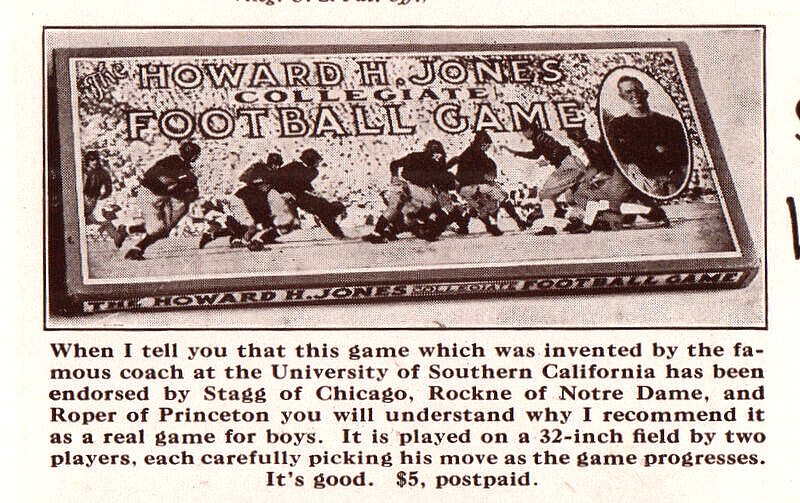 The HOWARD H. JONES
COLLEGIATE
FOOTBALL GAME
THE HOWARD H. JONES COLLEGIATE FOOTBALL GAME
When I tell you that this game which was invented by the fa-
mous coach at the University of Southern California has been
endorsed by Stagg of Chicago, Rockne of Notre Dame, and
Roper of Princeton you will understand why I recommend it
as a real game for boys. It is played on a 32-inch field by two
players, each carefully picking his move as the game progresses.
It's good. $5, postpaid.